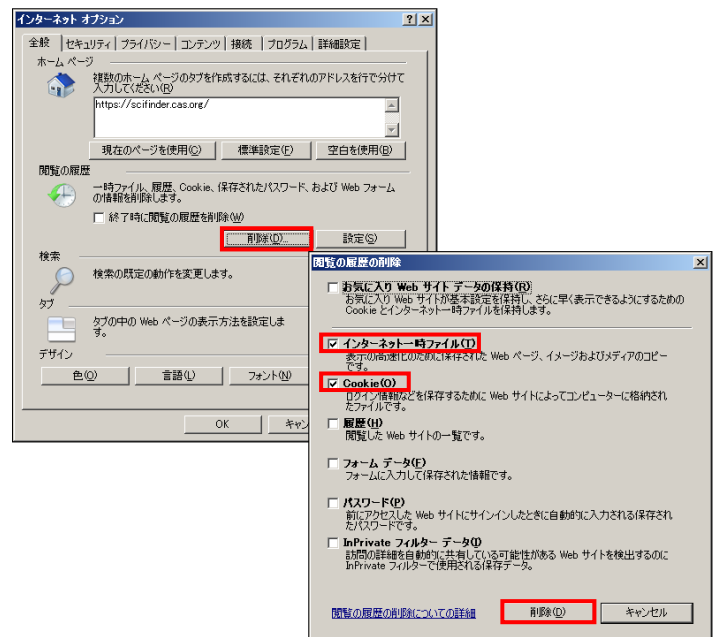 インターネット オプション
全般 セキュリティ プライバシー コンテンツ 接続 プログラム 詳細設定
ホーム ページ
複数のホーム ページのタブを作成するには、それぞれのアドレスを行で分けて
入力してください(R)
https://scifinder.cas.org/
現在のページを使用(C) 標準設定(F) 空白を使用(B)
閲覧の履歴
一時ファイル、履歴、Cookie、保存されたパスワード、および Web フォーム
の情報を削除します。
終了時に閲覧の履歴を削除(W)
削除(D)... 設定(S)
検索
検索の既定の動作を変更します。
タブ
タブの中の Web ページの表示方法を設定しま
す。
デザイン
色(O) 言語(L) フォント(N)
OK キャン
閲覧の履歴の削除
お気に入り Web サイト データの保持(R)
お気に入り Web サイトが基本設定を保持し、さらに早く表示できるようにするための
Cookie とインターネット一時ファイルを保持します。
インターネット一時ファイル(T)
表示の高速化のために保存された Web ページ、イメージおよびメディアのコピー
です。
Cookie(O)
ログイン情報などを保存するために Web サイトによってコンピューターに格納され
たファイルです。
履歴(H)
閲覧した Web サイトの一覧です。
フォーム データ(F)
フォームに入力して保存された情報です。
パスワード(P)
前にアクセスした Web サイトにサインインしたときに自動的に入力される保存され
たパスワードです。
InPrivate フィルター データ(I)
訪問の詳細を自動的に共有している可能性がある Web サイトを検出するのに
InPrivate フィルターで使用される保存データ。
閲覧の履歴の削除についての詳細 削除(D) キャンセル